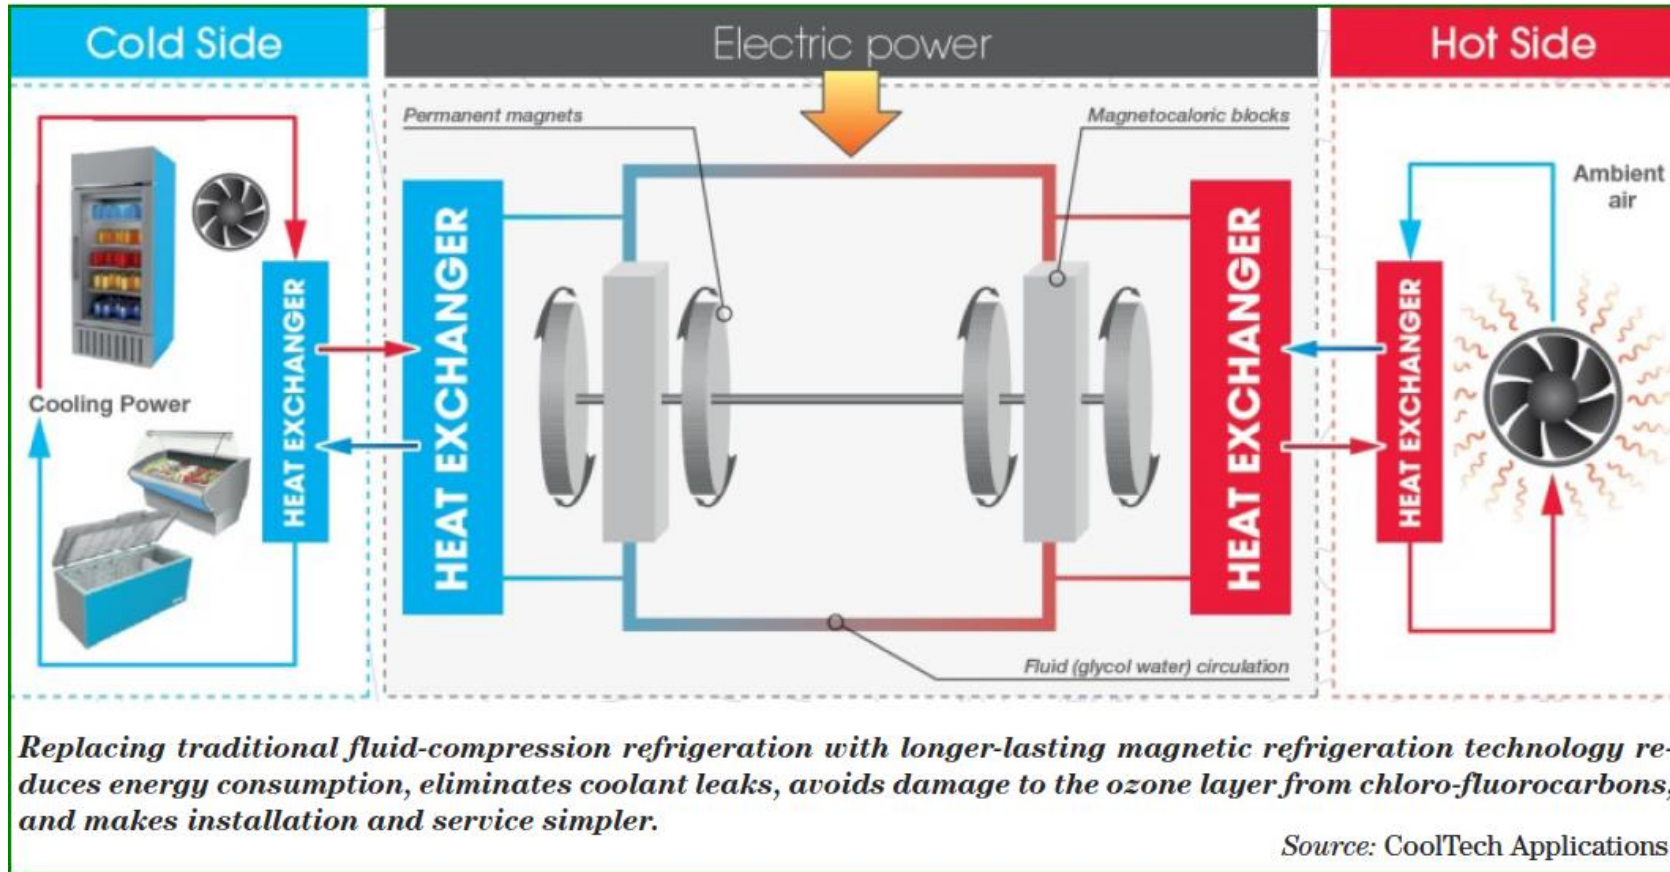 Cold Side
Electric power
Hot Side
Permanent magnets
Magnetocaloric blocks
Ambient
air
HEAT EXCHANGER
HEAT EXCHANGER
HEAT EXCHANGER
HEAT EXCHANGER
Cooling Power
Fluid (glycol water) circulation
Replacing traditional fluid-compression refrigeration with longer-lasting magnetic refrigeration technology re-
duces energy consumption, eliminates coolant leaks, avoids damage to the ozone layer from chloro-fluorocarbons,
and makes installation and service simpler.
Source: CoolTech Applications